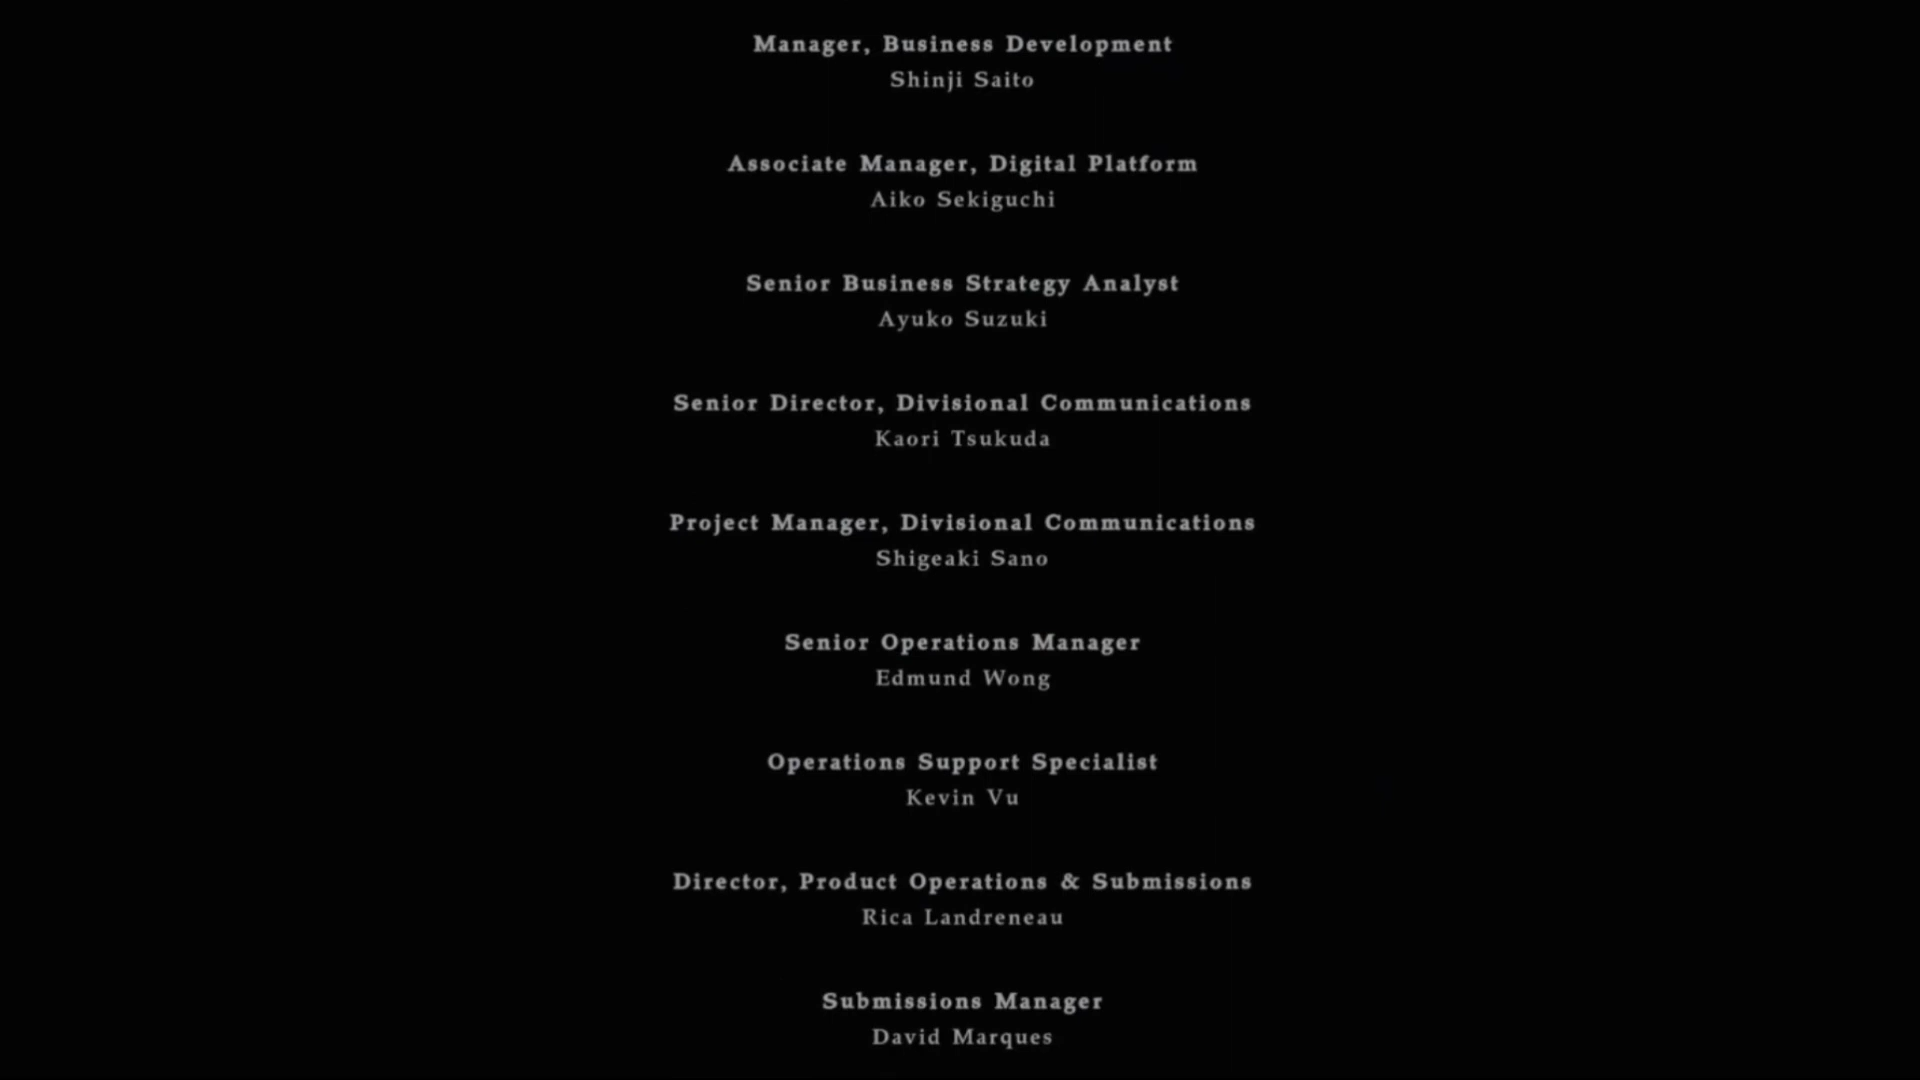 Manager, Business Development
Shinji Saito
Associate Manager, Digital Platform
Aiko Sekiguchi
Senior Business Strategy Analyst
Ayuko Suzuki
Senior Director, Divisional Communications
Kaori Tsukuda
Project Manager, Divisional Communications
Shigeaki Sano
Senior Operations Manager
Edmund Wong
Operations Support Specialist
Kevin Vu
Director, Product Operations & Submissions
Rica Landreneau
Submissions Manager
David Marques